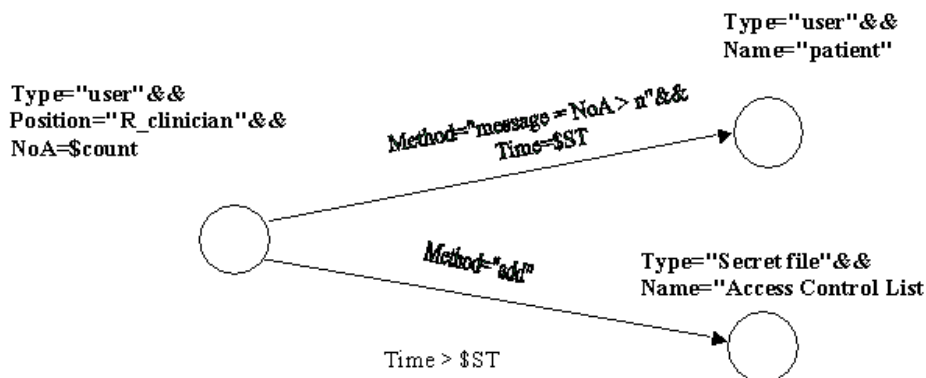 Type="user"&&
Name="patient"
Type="user"&&
Position="R_clinician"&&
NoA=$count
Method="message = NoA > n"&&
Time=$ST
Method="add"
Type="Secret file"&&
Name="Access Control List
Time > $ST